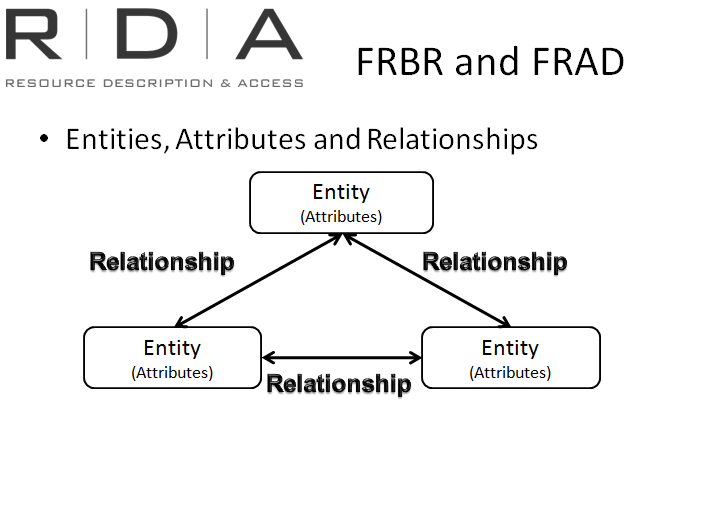 R | D | A
RESOURCE DESCRIPTION & ACCESS
FRBR and FRAD
• Entities, Attributes and Relationships
Entity
(Attributes)
Relationship
Relationship
Entity
(Attributes)
Entity
(Attributes)
Relationship